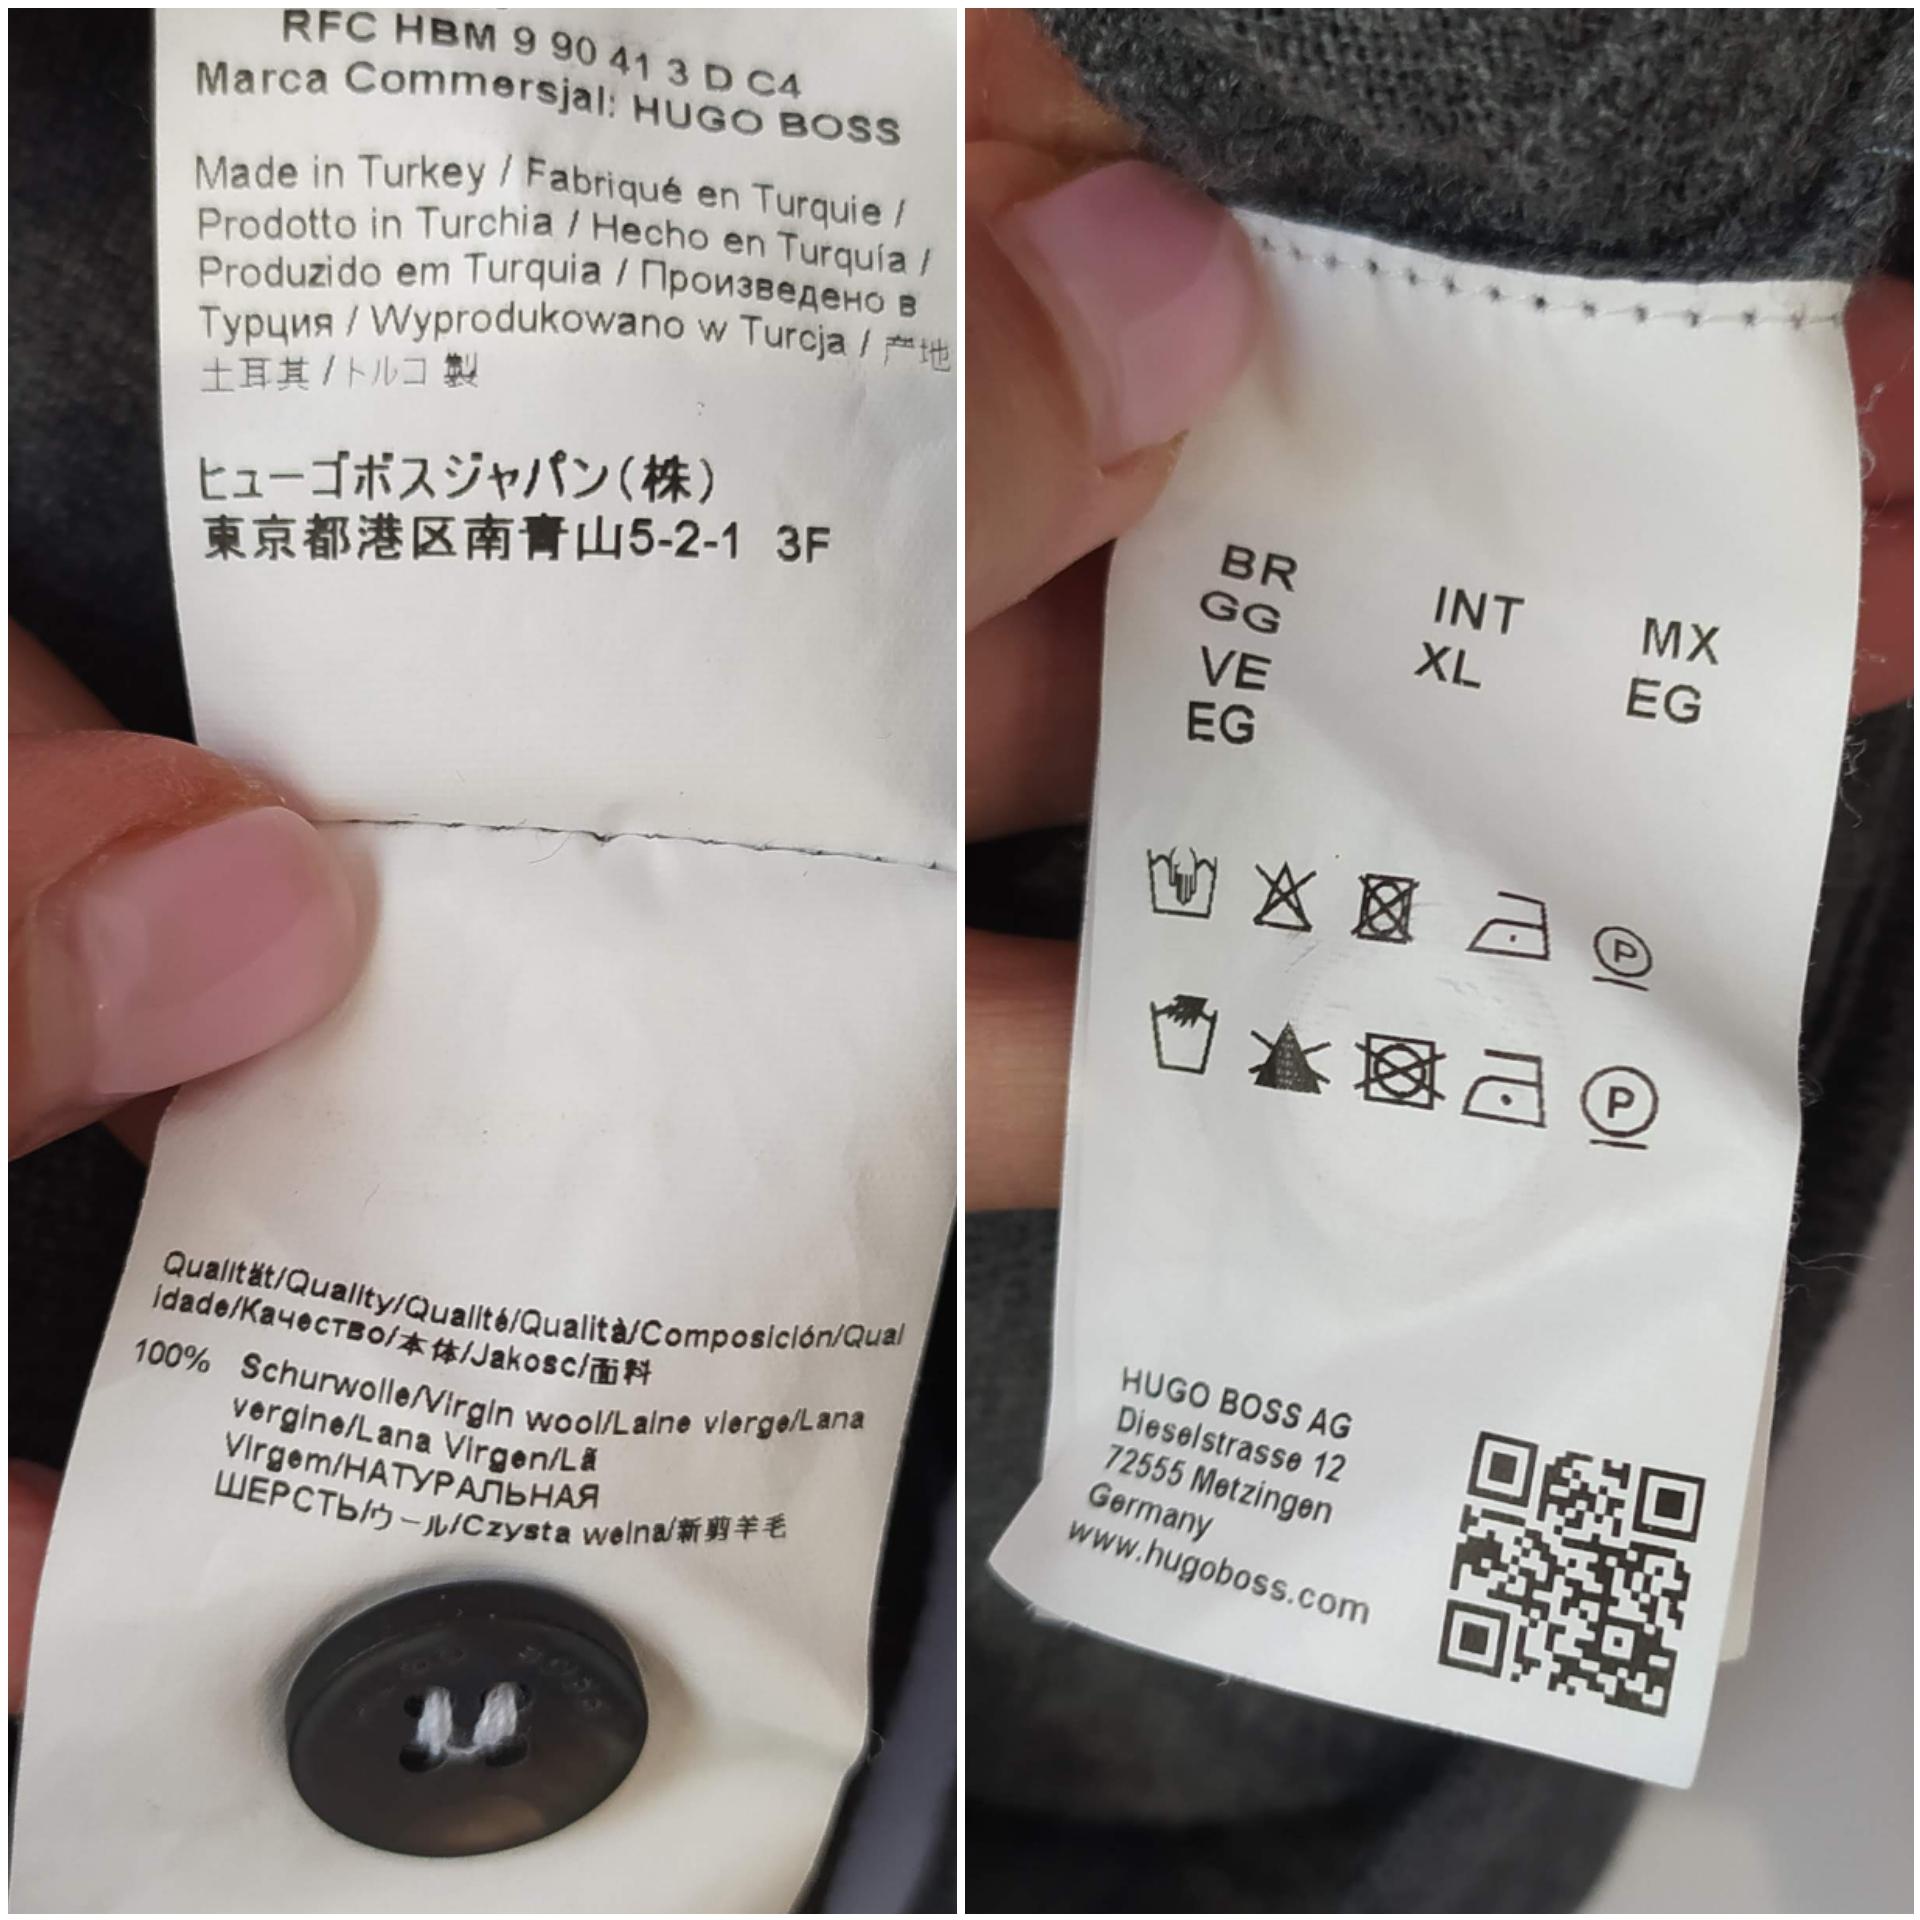 RFC HBM 9 90 41 3 D C4
Marca Commersjal: HUGO BOSS
Made in Turkey / Fabriqué en Turquie /
Prodotto in Turchia / Hecho en Turquía /
Produzido em Turquia / Произведено в
Турция / Wyprodukowano w Turcja / 产地
土耳其 / トルコ 製
ヒューゴボスジャパン(株)
東京都港区南青山5-2-1 3F
Qualität/Quality/Qualité/Qualità/Composición/Qual
idade/Качество/本体/Jakosc/面料
100% Schurwolle/Virgin wool/Laine vierge/Lana
vergine/Lana Virgen/Lã
Virgem/НАТУРАЛЬНАЯ
ШЕРСТЬ/ウール/Czysta welna/新剪羊毛
BR INT MX
GG XL EG
VE
EG
P
P
HUGO BOSS AG
Dieselstrasse 12
72555 Metzingen
Germany
www.hugoboss.com